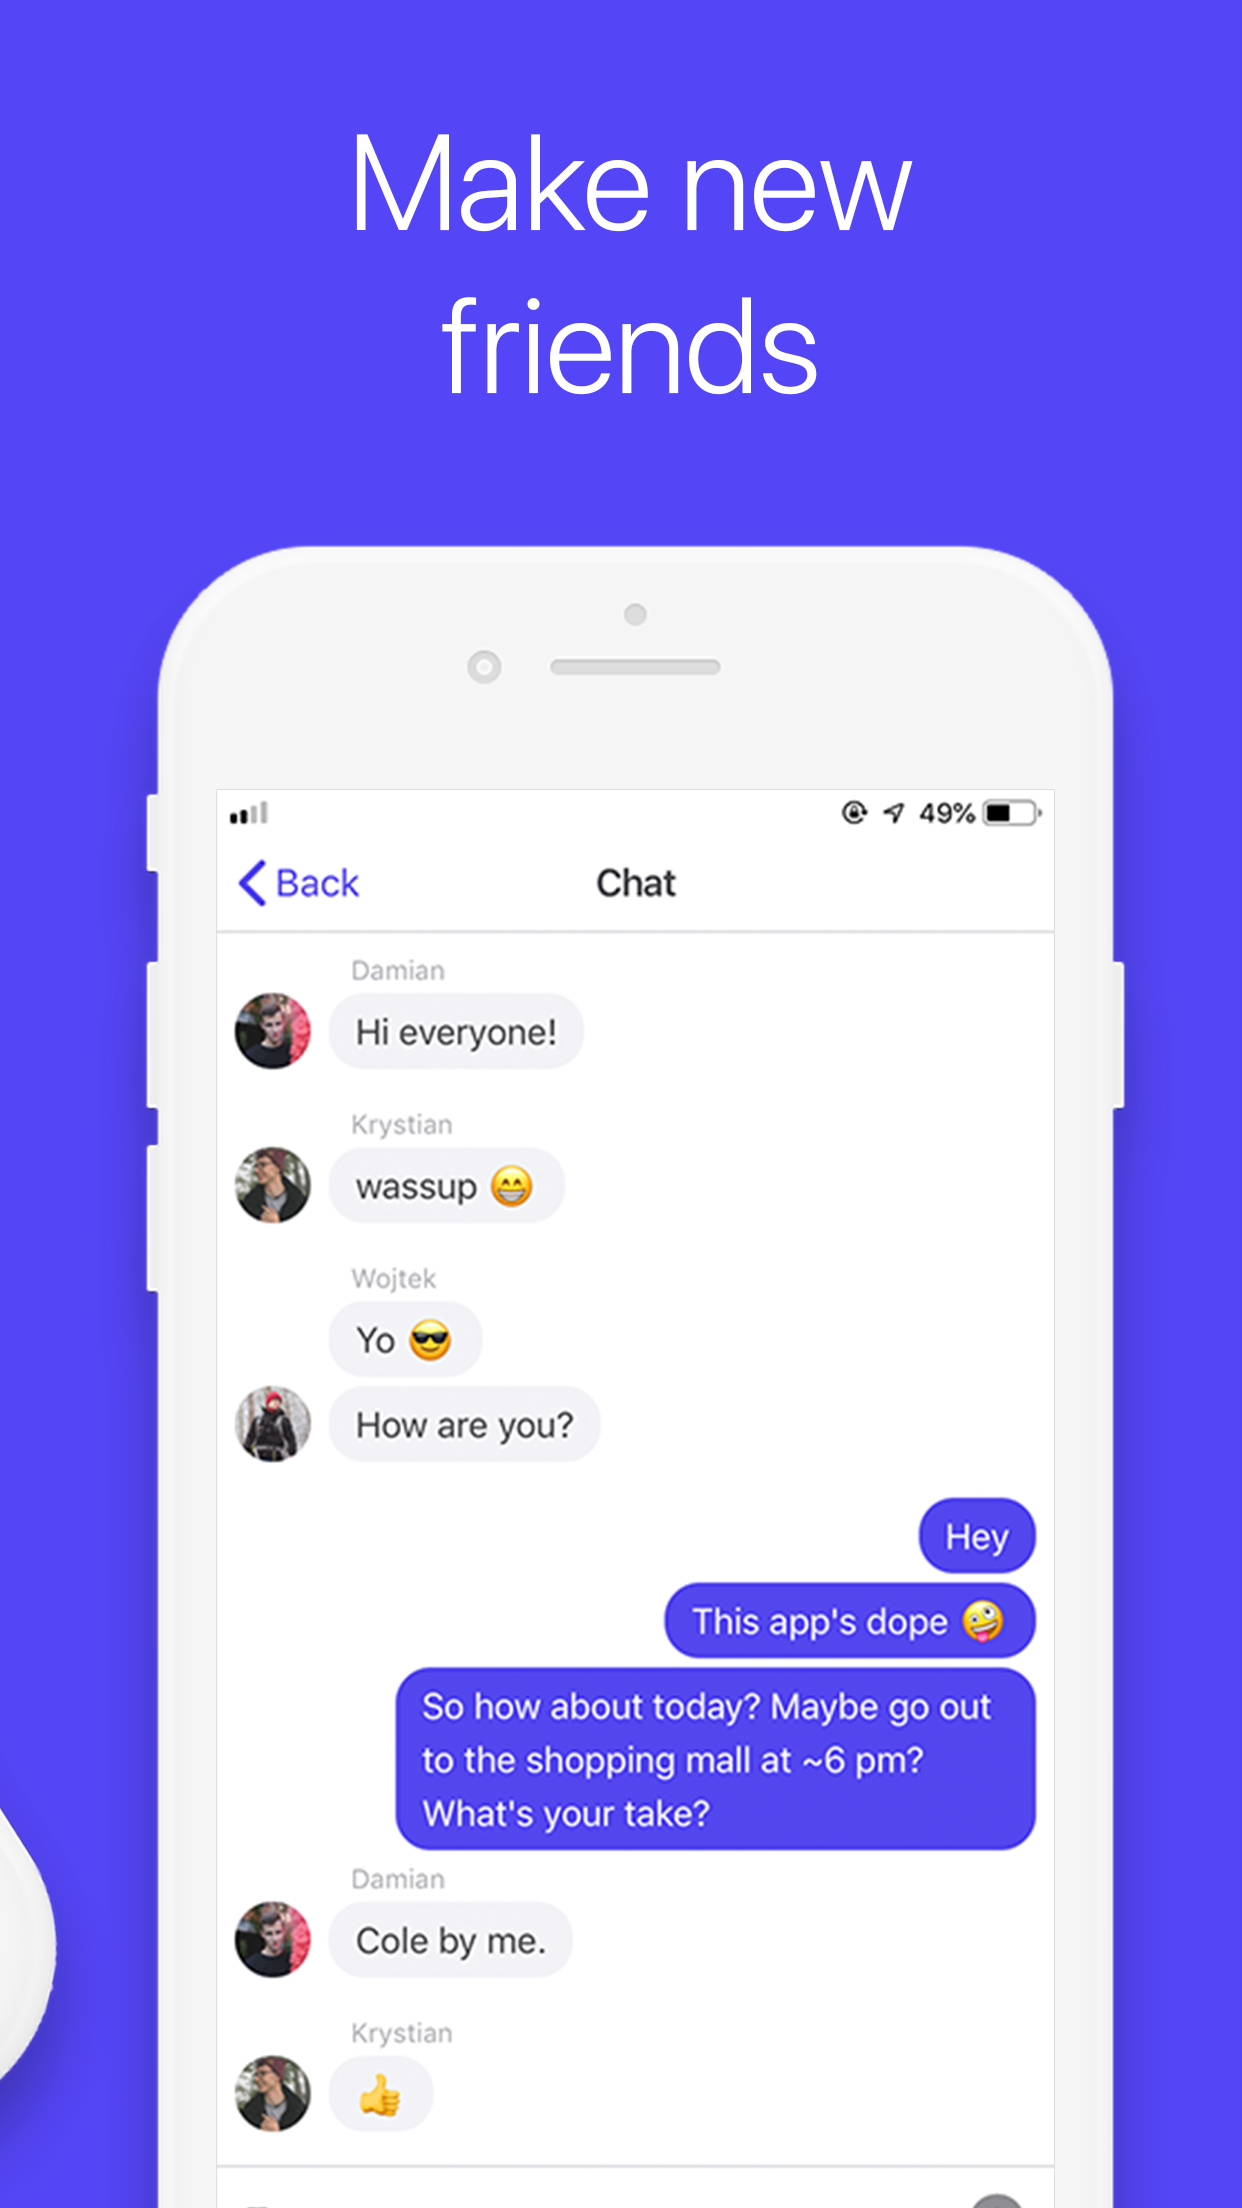 Make new
friends
49%
Back
Chat
Damian
Hi everyone!
Krystian
wassup 😁
Wojtek
Yo 😎
How are you?
Hey
This app's dope 🤪
So how about today? Maybe go out
to the shopping mall at ~6 pm?
What's your take?
Damian
Cole by me.
Krystian
👍